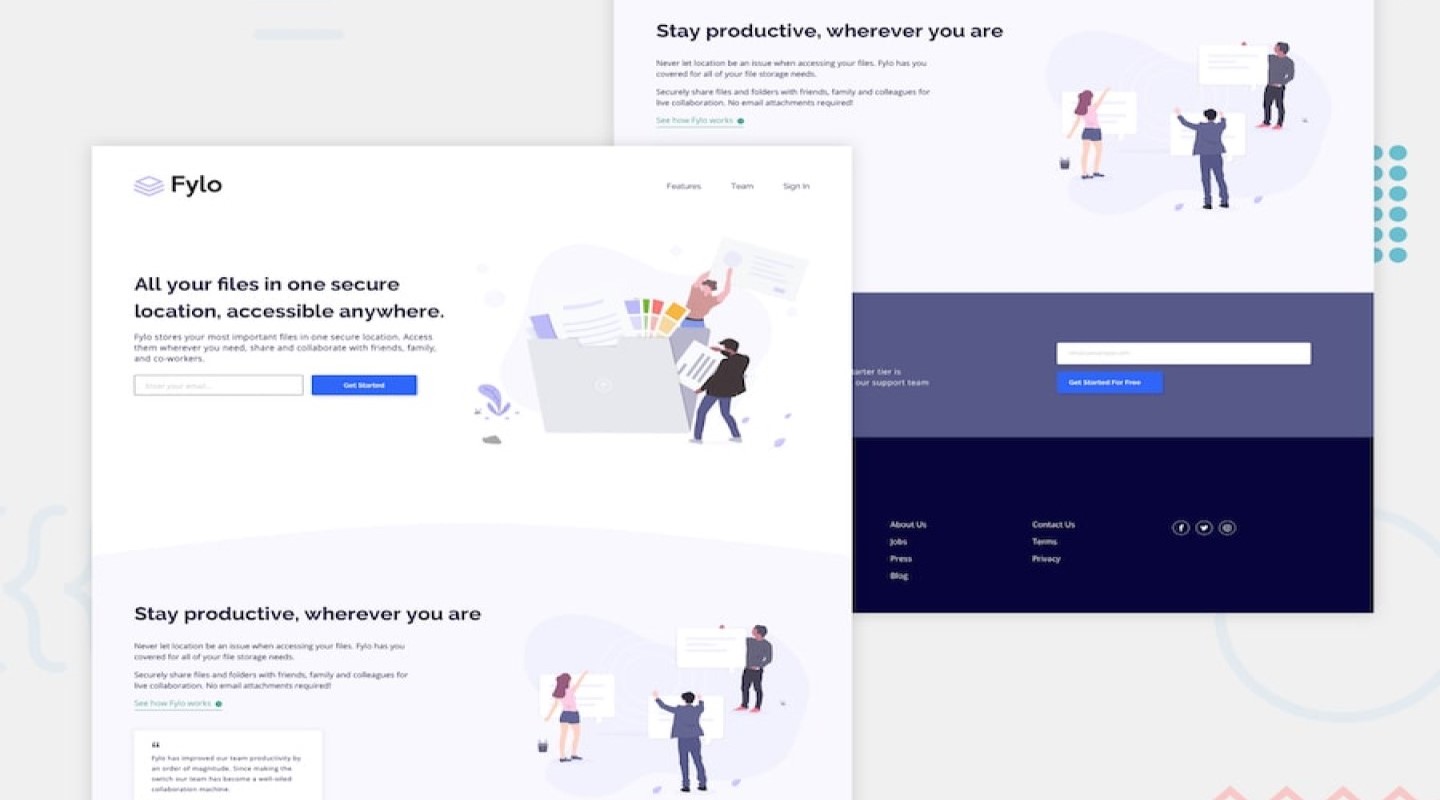 Stay productive, wherever you are
Never let location be an issue when accessing your files. Fylo has you
covered for all of your file storage needs.
Securely share files and folders with friends, family and colleagues for
live collaboration. No email attachments required!
See how Fylo works
Fylo
Features
Team
Sign In
All your files in one secure
location, accessible anywhere.
Fylo stores your most important files in one secure location. Access
them wherever you need, share and collaborate with friends, family,
and co-workers.
Enter your email...
Get Started
arter tier is
our support team
Get Started For Free
About Us
Jobs
Press
Blog
Contact Us
Terms
Privacy
Stay productive, wherever you are
Never let location be an issue when accessing your files. Fylo has you
covered for all of your file storage needs.
Securely share files and folders with friends, family and colleagues for
live collaboration. No email attachments required!
See how Fylo works
“
Fylo has improved our team productivity by
an order of magnitude. Since making the
switch our team has become a well-oiled
collaboration machine.